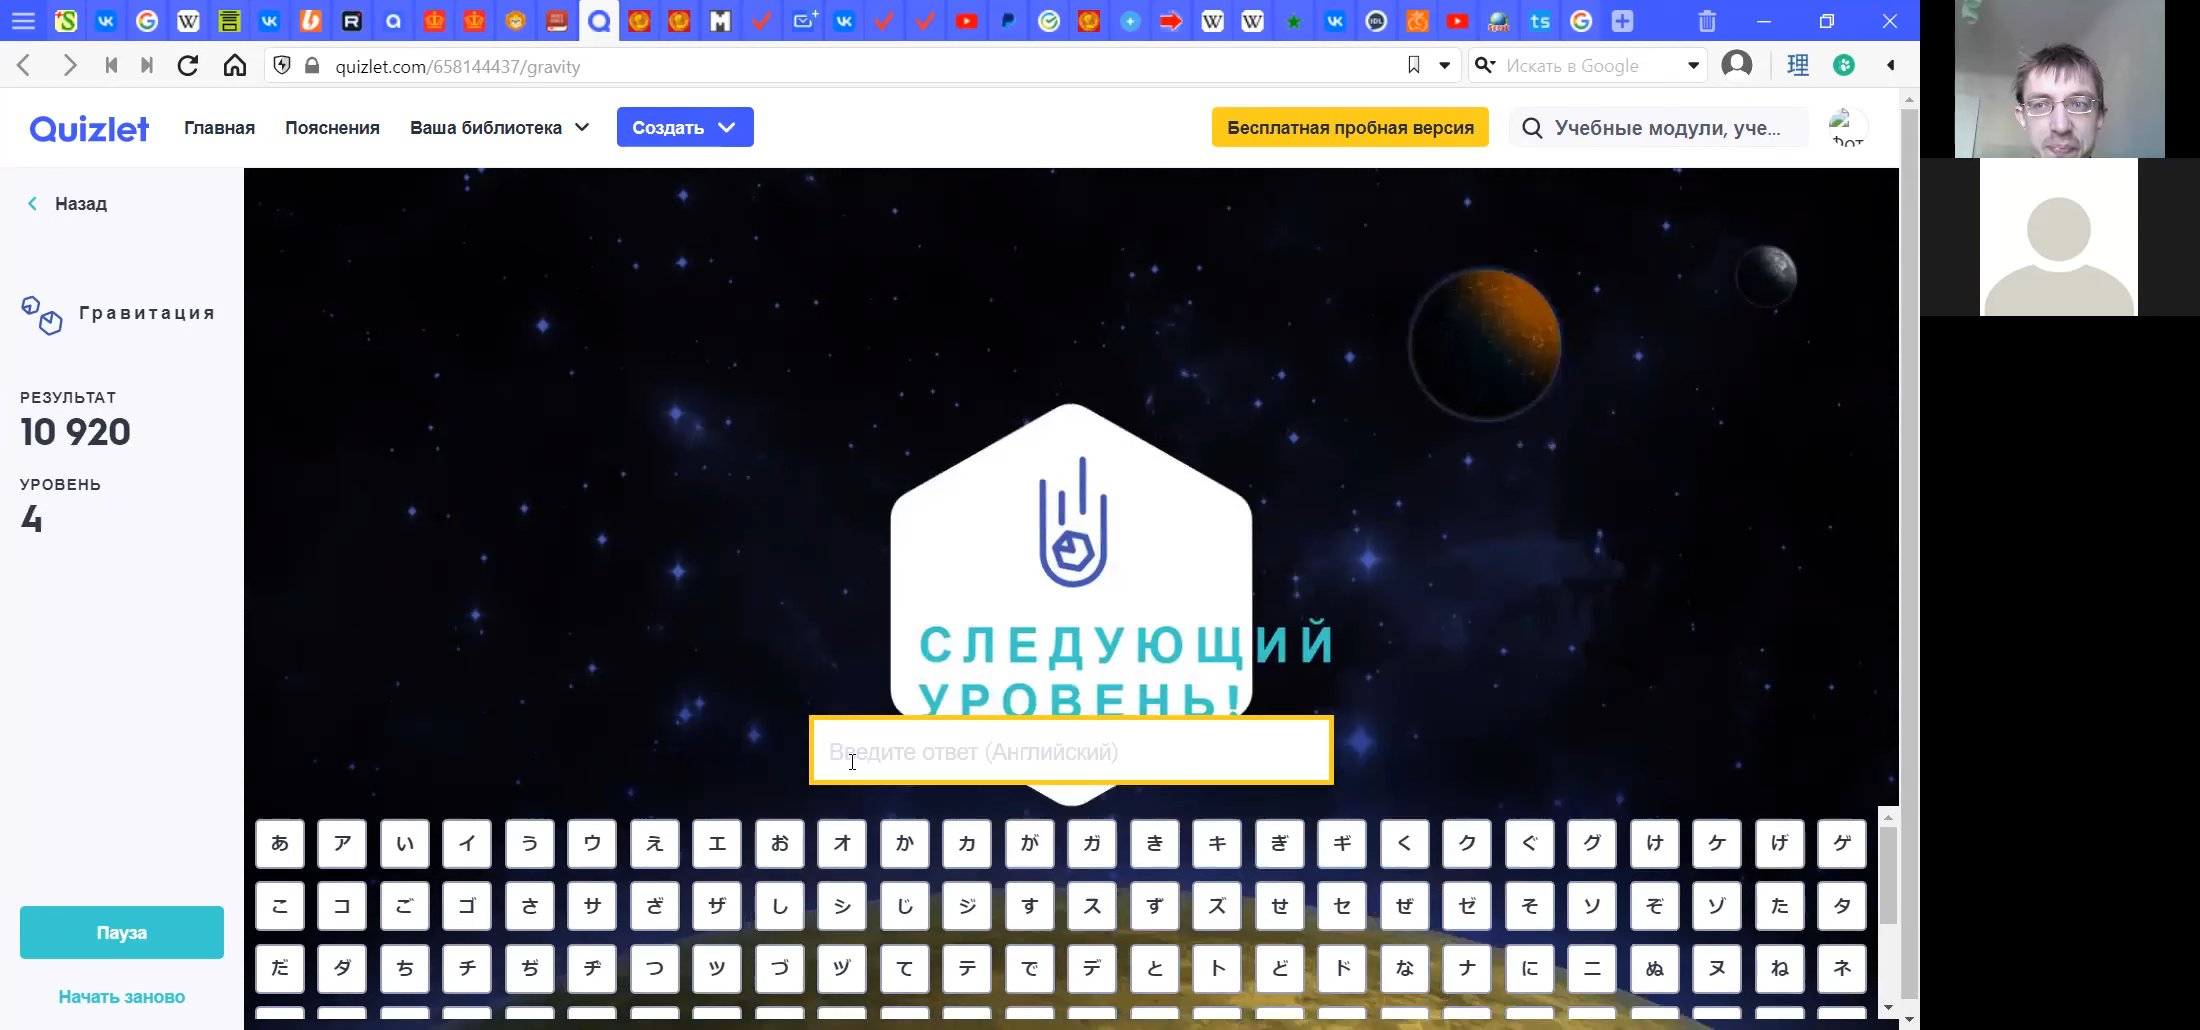 quizlet.com/658144437/gravity
Искать в Google
理
Quizlet
Главная
Пояснения
Ваша библиотека
Создать
Бесплатная пробная версия
Учебные модули, уче...
Фот
Назад
Гравитация
РЕЗУЛЬТАТ
10 920
УРОВЕНЬ
4
СЛЕДУЮЩИЙ
УРОВЕНЬ!
Введите ответ (Английский)
あ ア い イ う ウ え エ お オ か カ が ガ き キ ぎ ギ く ク ぐ グ け ケ げ ゲ
こ コ ご ゴ さ サ ざ ザ し シ じ ジ す ス ず ズ せ セ ぜ ゼ そ ソ ぞ ゾ た タ
だ ダ ち チ ぢ ヂ つ ツ づ ヅ て テ で デ と ト ど ド な ナ に ニ ぬ ヌ ね ネ
Пауза
Начать заново